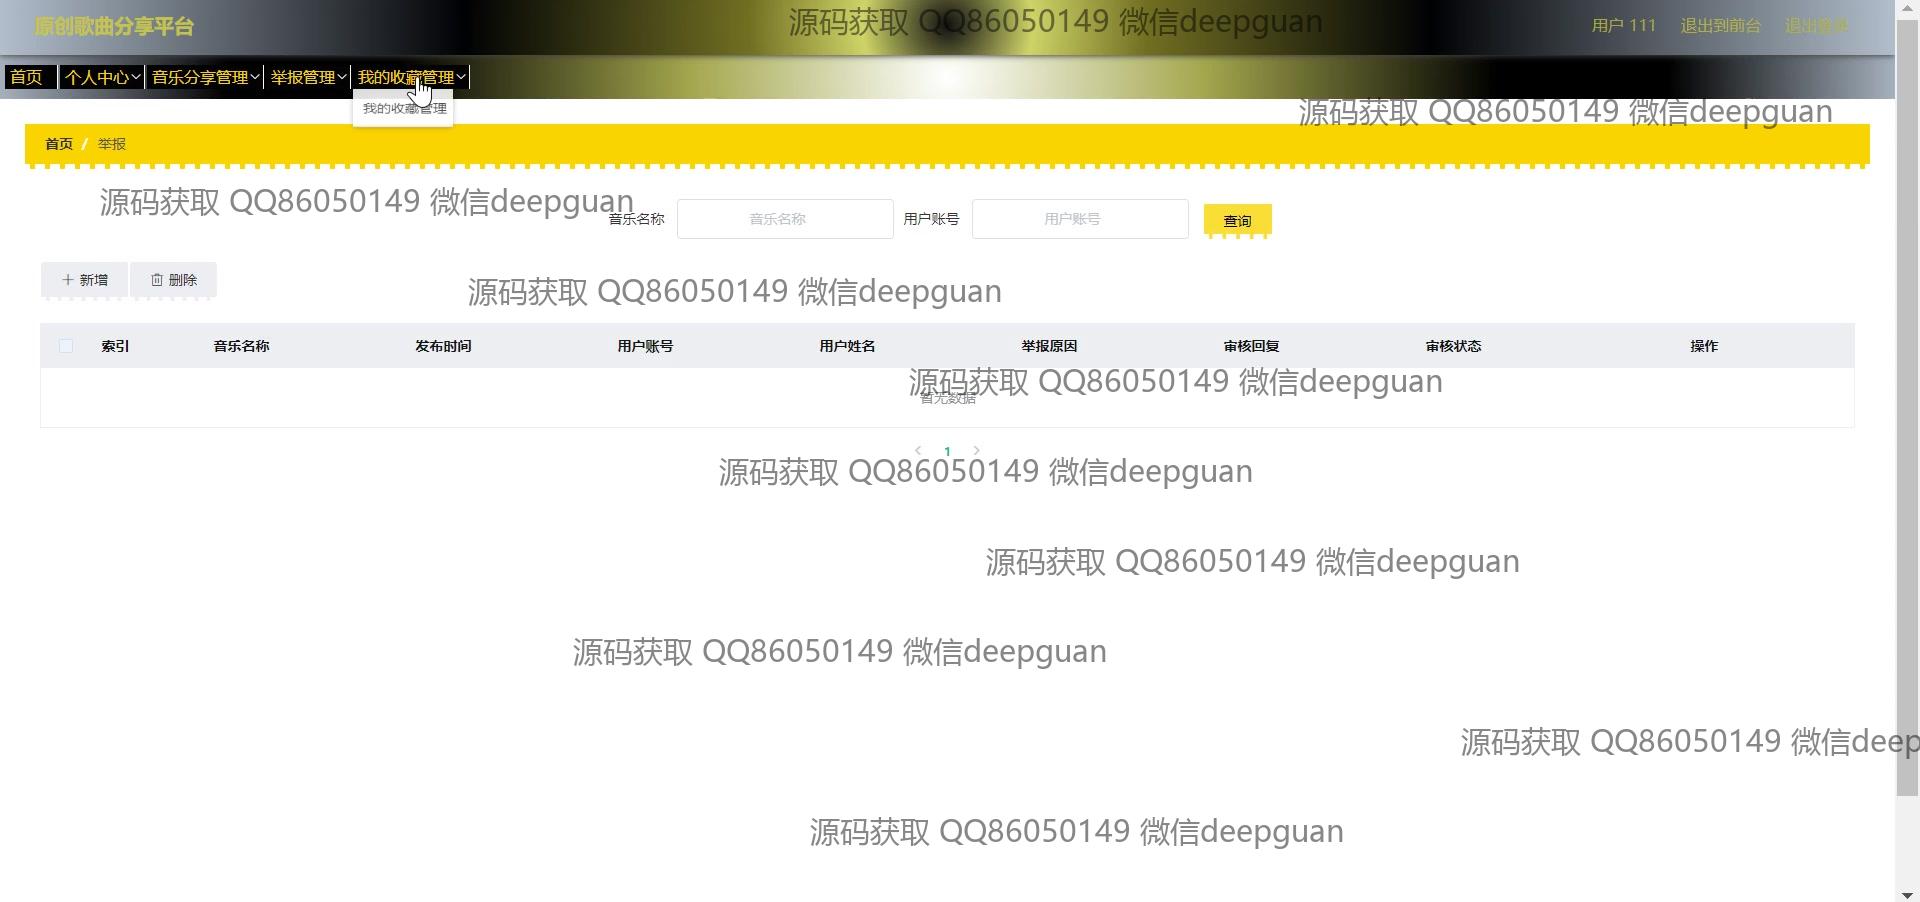 原创歌曲分享平台
源码获取 QQ86050149 微信deepguan
用户 111 退出到前台 退出登录
首页 个人中心 音乐分享管理 举报管理 我的收藏管理
我的收藏管理
源码获取 QQ86050149 微信deepguan
首页 / 举报
源码获取 QQ86050149 微信deepguan
音乐名称 音乐名称 用户账号 用户账号 查询
新增 删除
源码获取 QQ86050149 微信deepguan
索引 音乐名称 发布时间 用户账号 用户姓名 举报原因 审核回复 审核状态 操作
源码获取 QQ86050149 微信deepguan
暂无数据
1
源码获取 QQ86050149 微信deepguan
源码获取 QQ86050149 微信deepguan
源码获取 QQ86050149 微信deepguan
源码获取 QQ86050149 微信deep
源码获取 QQ86050149 微信deepguan